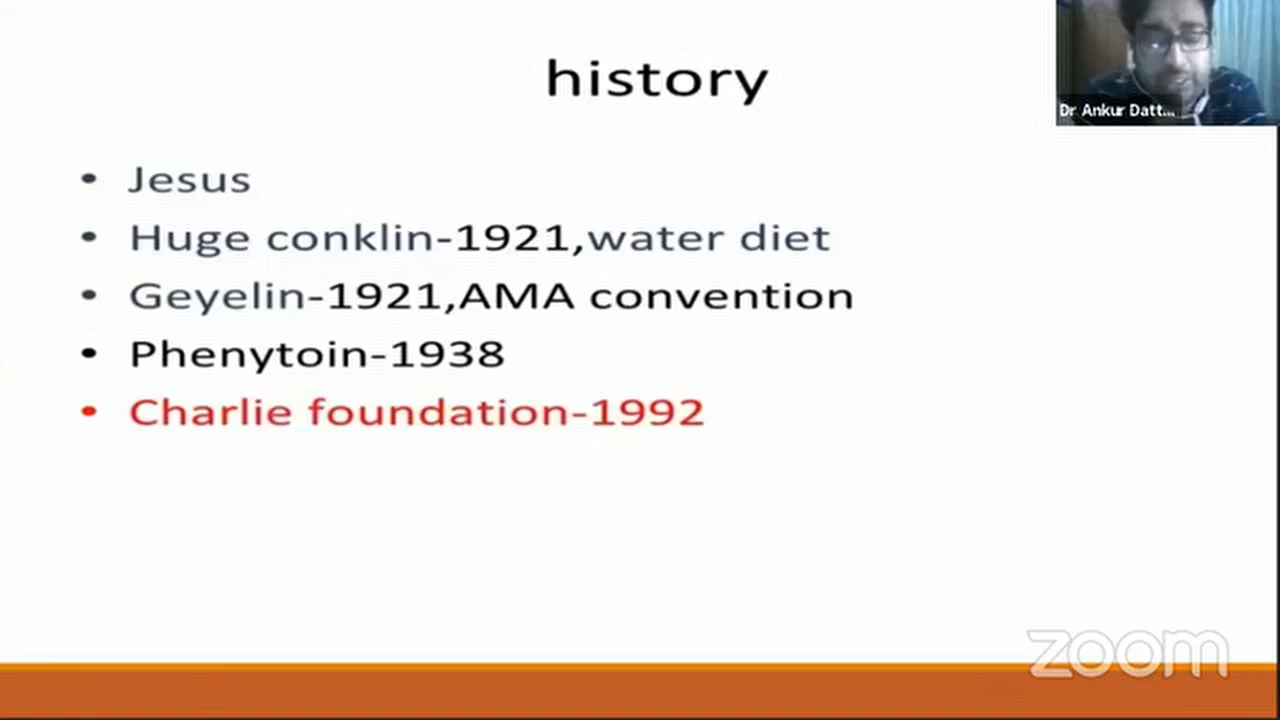 history
Dr Ankur Datt...
• Jesus
• Huge conklin-1921,water diet
• Geyelin-1921,AMA convention
• Phenytoin-1938
• Charlie foundation-1992
zoom